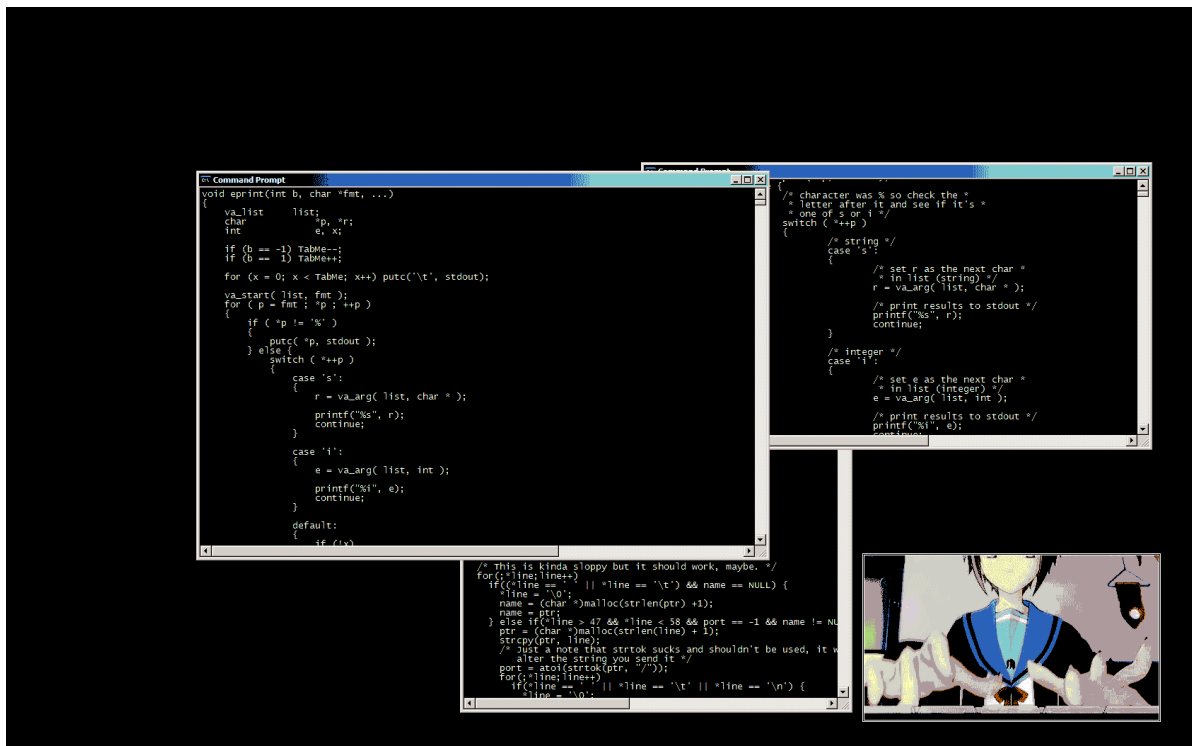 Command Prompt
void eprint(int b, char *fmt, ...)
{
    va_list     list;
    char            *p, *r;
    int             e, x;
    if (b == -1) TabMe--;
    if (b ==  1) TabMe++;
    for (x = 0; x < TabMe; x++) putc('\t', stdout);
    va_start( list, fmt );
    for ( p = fmt ; *p ; ++p )
    {
        if ( *p != '%' )
        {
            putc( *p, stdout );
        } else {
            switch ( *++p )
            {
                case 's':
                {
                    r = va_arg( list, char * );
                    printf("%s", r);
                    continue;
                }
                case 'i':
                {
                    e = va_arg( list, int );
                    printf("%i", e);
                    continue;
                }
                default:
                {
                    if (!x)
Command Prompt
{
/* character was % so check the *
 * letter after it and see if it's *
 * one of s or i */
switch ( *++p )
{
        /* string */
        case 's':
        {
                /* set r as the next char *
                 * in list (string) */
                r = va_arg( list, char * );
                /* print results to stdout */
                printf("%s", r);
                continue;
        }
        /* integer */
        case 'i':
        {
                /* set e as the next char *
                 * in list (integer) */
                e = va_arg( list, int );
                /* print results to stdout */
                printf("%i", e);
                continue;
/* This is kinda sloppy but it should work, maybe. */
for(;*line;line++)
  if((*line == ' ' || *line == '\t') && name == NULL) {
    *line = '\0';
    name = (char *)malloc(strlen(ptr) +1);
    name = ptr;
  } else if(*line > 47 && *line < 58 && port == -1 && name != NU
    ptr = (char *)malloc(strlen(line) + 1);
    strcpy(ptr, line);
    /* Just a note that strtok sucks and shouldn't be used, it w
       alter the string you send it */
    port = atoi(strtok(ptr, "/"));
    for(;*line;line++)
      if(*line == ' ' || *line == '\t' || *line == '\n') {
        *line = '\0';